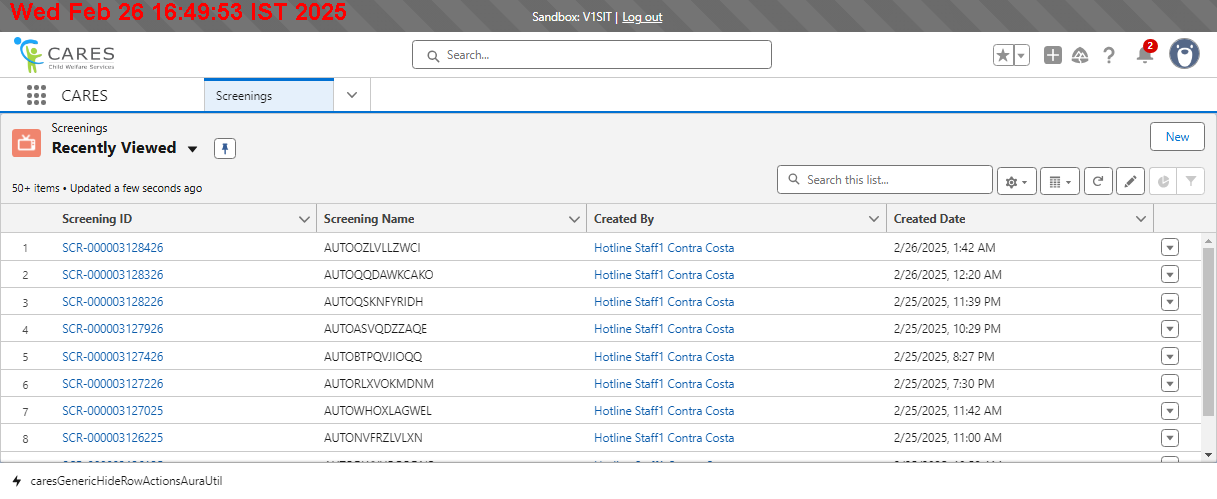 Wed Feb 26 16:49:53 IST 2025
Sandbox: V1SIT | Log out
CARES
Child Welfare Services
Search...
2
CARES
Screenings
Screenings
Recently Viewed
New
50+ items • Updated a few seconds ago
Search this list...
Screening ID Screening Name Created By Created Date
1 SCR-000003128426 AUTOOZLVLLZWCI Hotline Staff1 Contra Costa 2/26/2025, 1:42 AM
2 SCR-000003128326 AUTOQQDAWKCAKO Hotline Staff1 Contra Costa 2/26/2025, 12:20 AM
3 SCR-000003128226 AUTOQSKNFYRIDH Hotline Staff1 Contra Costa 2/25/2025, 11:39 PM
4 SCR-000003127926 AUTOASVQDZZAQE Hotline Staff1 Contra Costa 2/25/2025, 10:29 PM
5 SCR-000003127426 AUTOBTPQVJIOQQ Hotline Staff1 Contra Costa 2/25/2025, 8:27 PM
6 SCR-000003127226 AUTORLXVOKMDNM Hotline Staff1 Contra Costa 2/25/2025, 7:30 PM
7 SCR-000003127025 AUTOWHOXLAGWEL Hotline Staff1 Contra Costa 2/25/2025, 11:42 AM
8 SCR-000003126225 AUTONVFRZLVLXN Hotline Staff1 Contra Costa 2/25/2025, 11:00 AM
caresGenericHideRowActionsAuraUtil